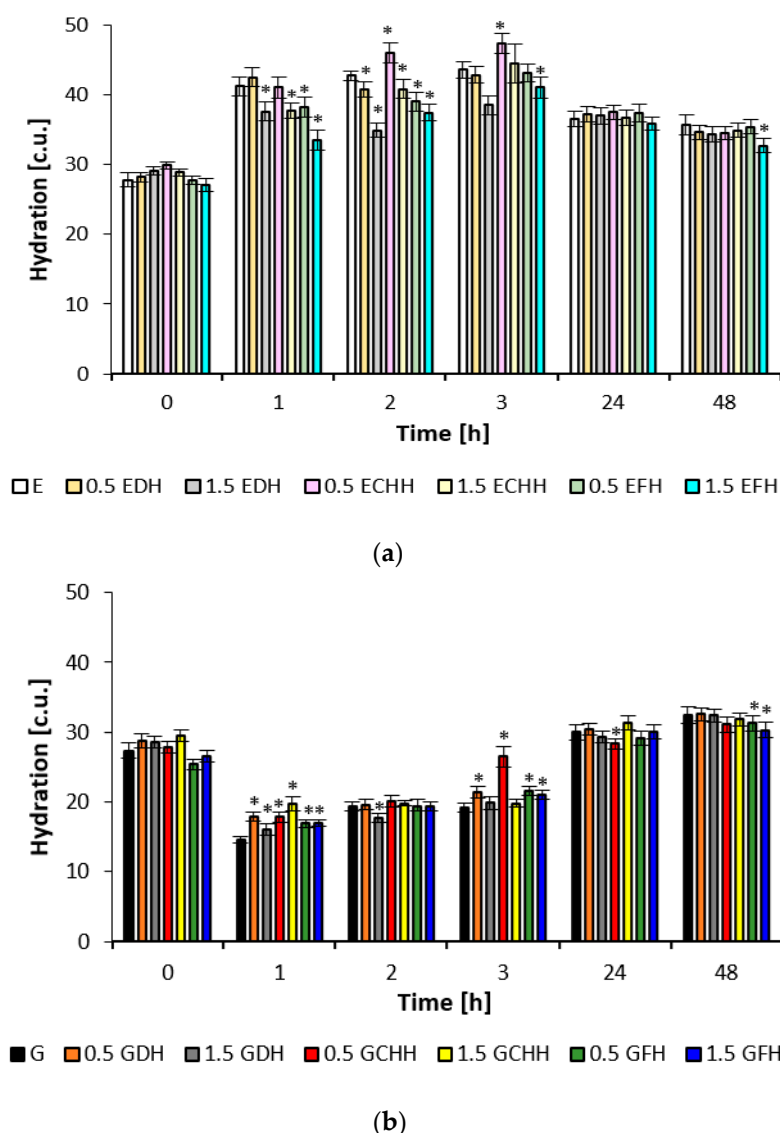 50
40
30
20
10
0
Hydration [c.u.]
* * * *
* * * * * *
* *
*
0 1 2 3 24 48
Time [h]
E 0.5 EDH 1.5 EDH 0.5 ECHH 1.5 ECHH 0.5 EFH 1.5 EFH
(a)
50
40
30
20
10
0
Hydration [c.u.]
* * * * * *
*
* * * *
*
* *
0 1 2 3 24 48
Time [h]
G 0.5 GDH 1.5 GDH 0.5 GCHH 1.5 GCHH 0.5 GFH 1.5 GFH
(b)